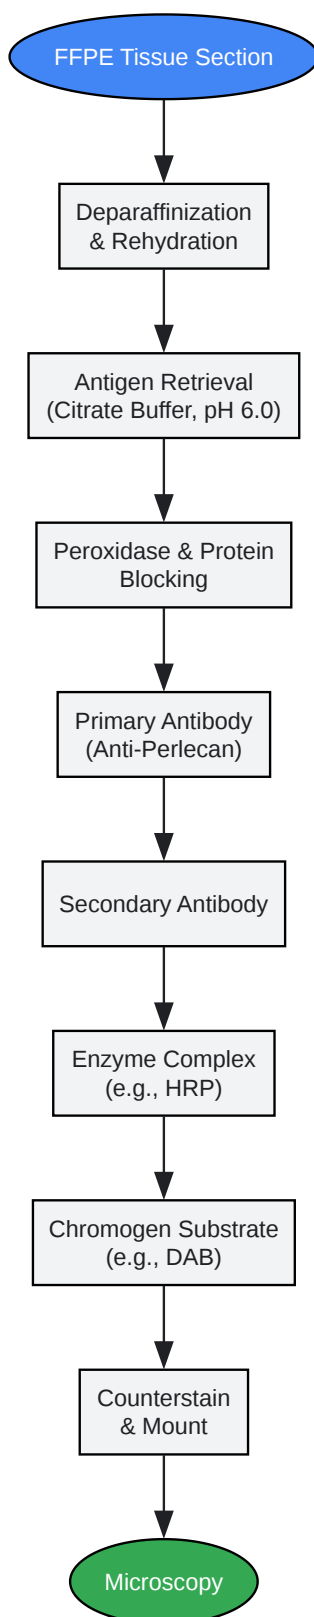 FFPE Tissue Section
Deparaffinization
& Rehydration
Antigen Retrieval
(Citrate Buffer, pH 6.0)
Peroxidase & Protein
Blocking
Primary Antibody
(Anti-Perlecan)
Secondary Antibody
Enzyme Complex
(e.g., HRP)
Chromogen Substrate
(e.g., DAB)
Counterstain
& Mount
Microscopy